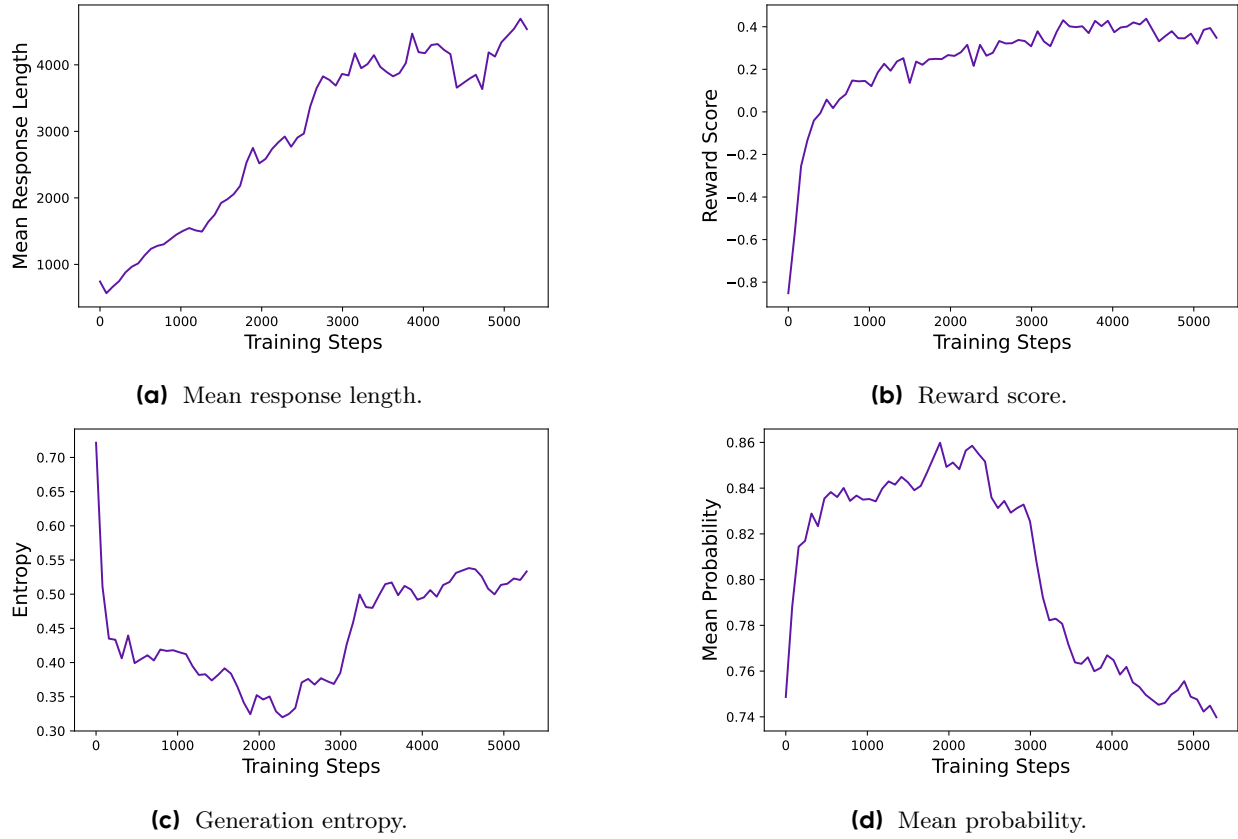 Mean Response Length
4000
3000
2000
1000
0 1000 2000 3000 4000 5000
Training Steps
(a) Mean response length.
Reward Score
0.4
0.2
0.0
−0.2
−0.4
−0.6
−0.8
0 1000 2000 3000 4000 5000
Training Steps
(b) Reward score.
Entropy
0.70
0.65
0.60
0.55
0.50
0.45
0.40
0.35
0.30
0 1000 2000 3000 4000 5000
Training Steps
(c) Generation entropy.
Mean Probability
0.86
0.84
0.82
0.80
0.78
0.76
0.74
0 1000 2000 3000 4000 5000
Training Steps
(d) Mean probability.